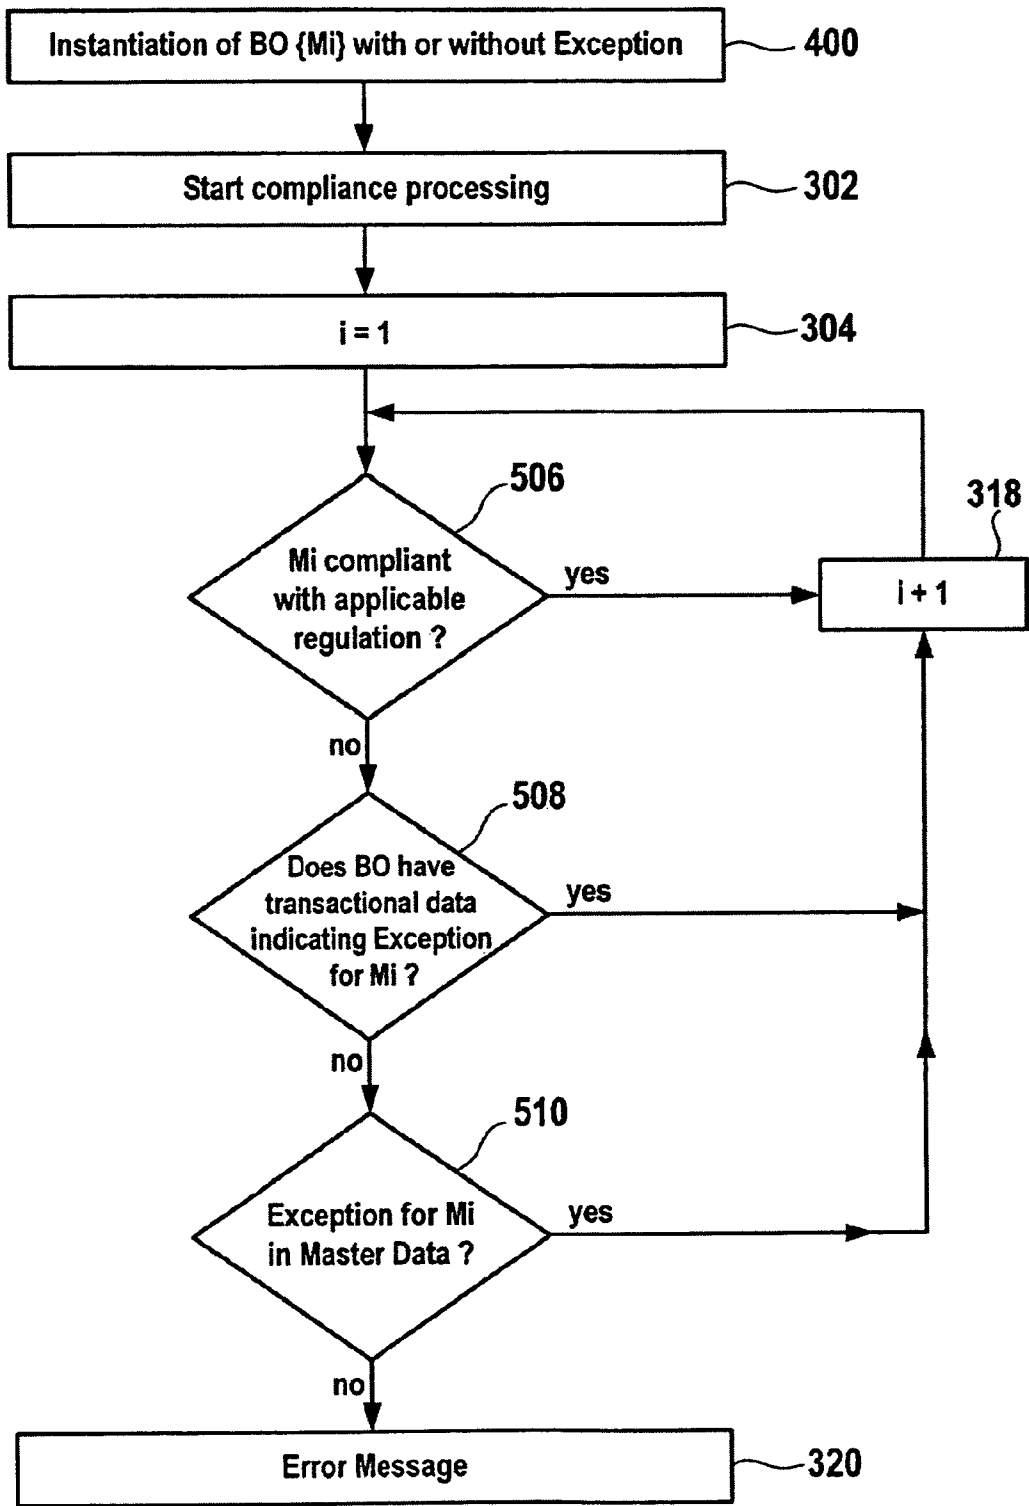 Instantiation of BO {Mi} with or without Exception
400
Start compliance processing
302
i = 1
304
506
318
Mi compliant
with applicable
regulation ?
yes
i + 1
no
508
Does BO have
transactional data
indicating Exception
for Mi ?
yes
no
510
Exception for Mi
in Master Data ?
yes
no
Error Message
320